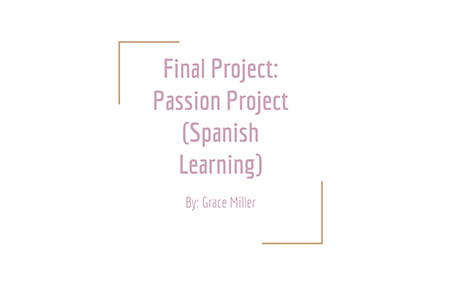 Final Project:
Passion Project
(Spanish
Learning)
By: Grace Miller